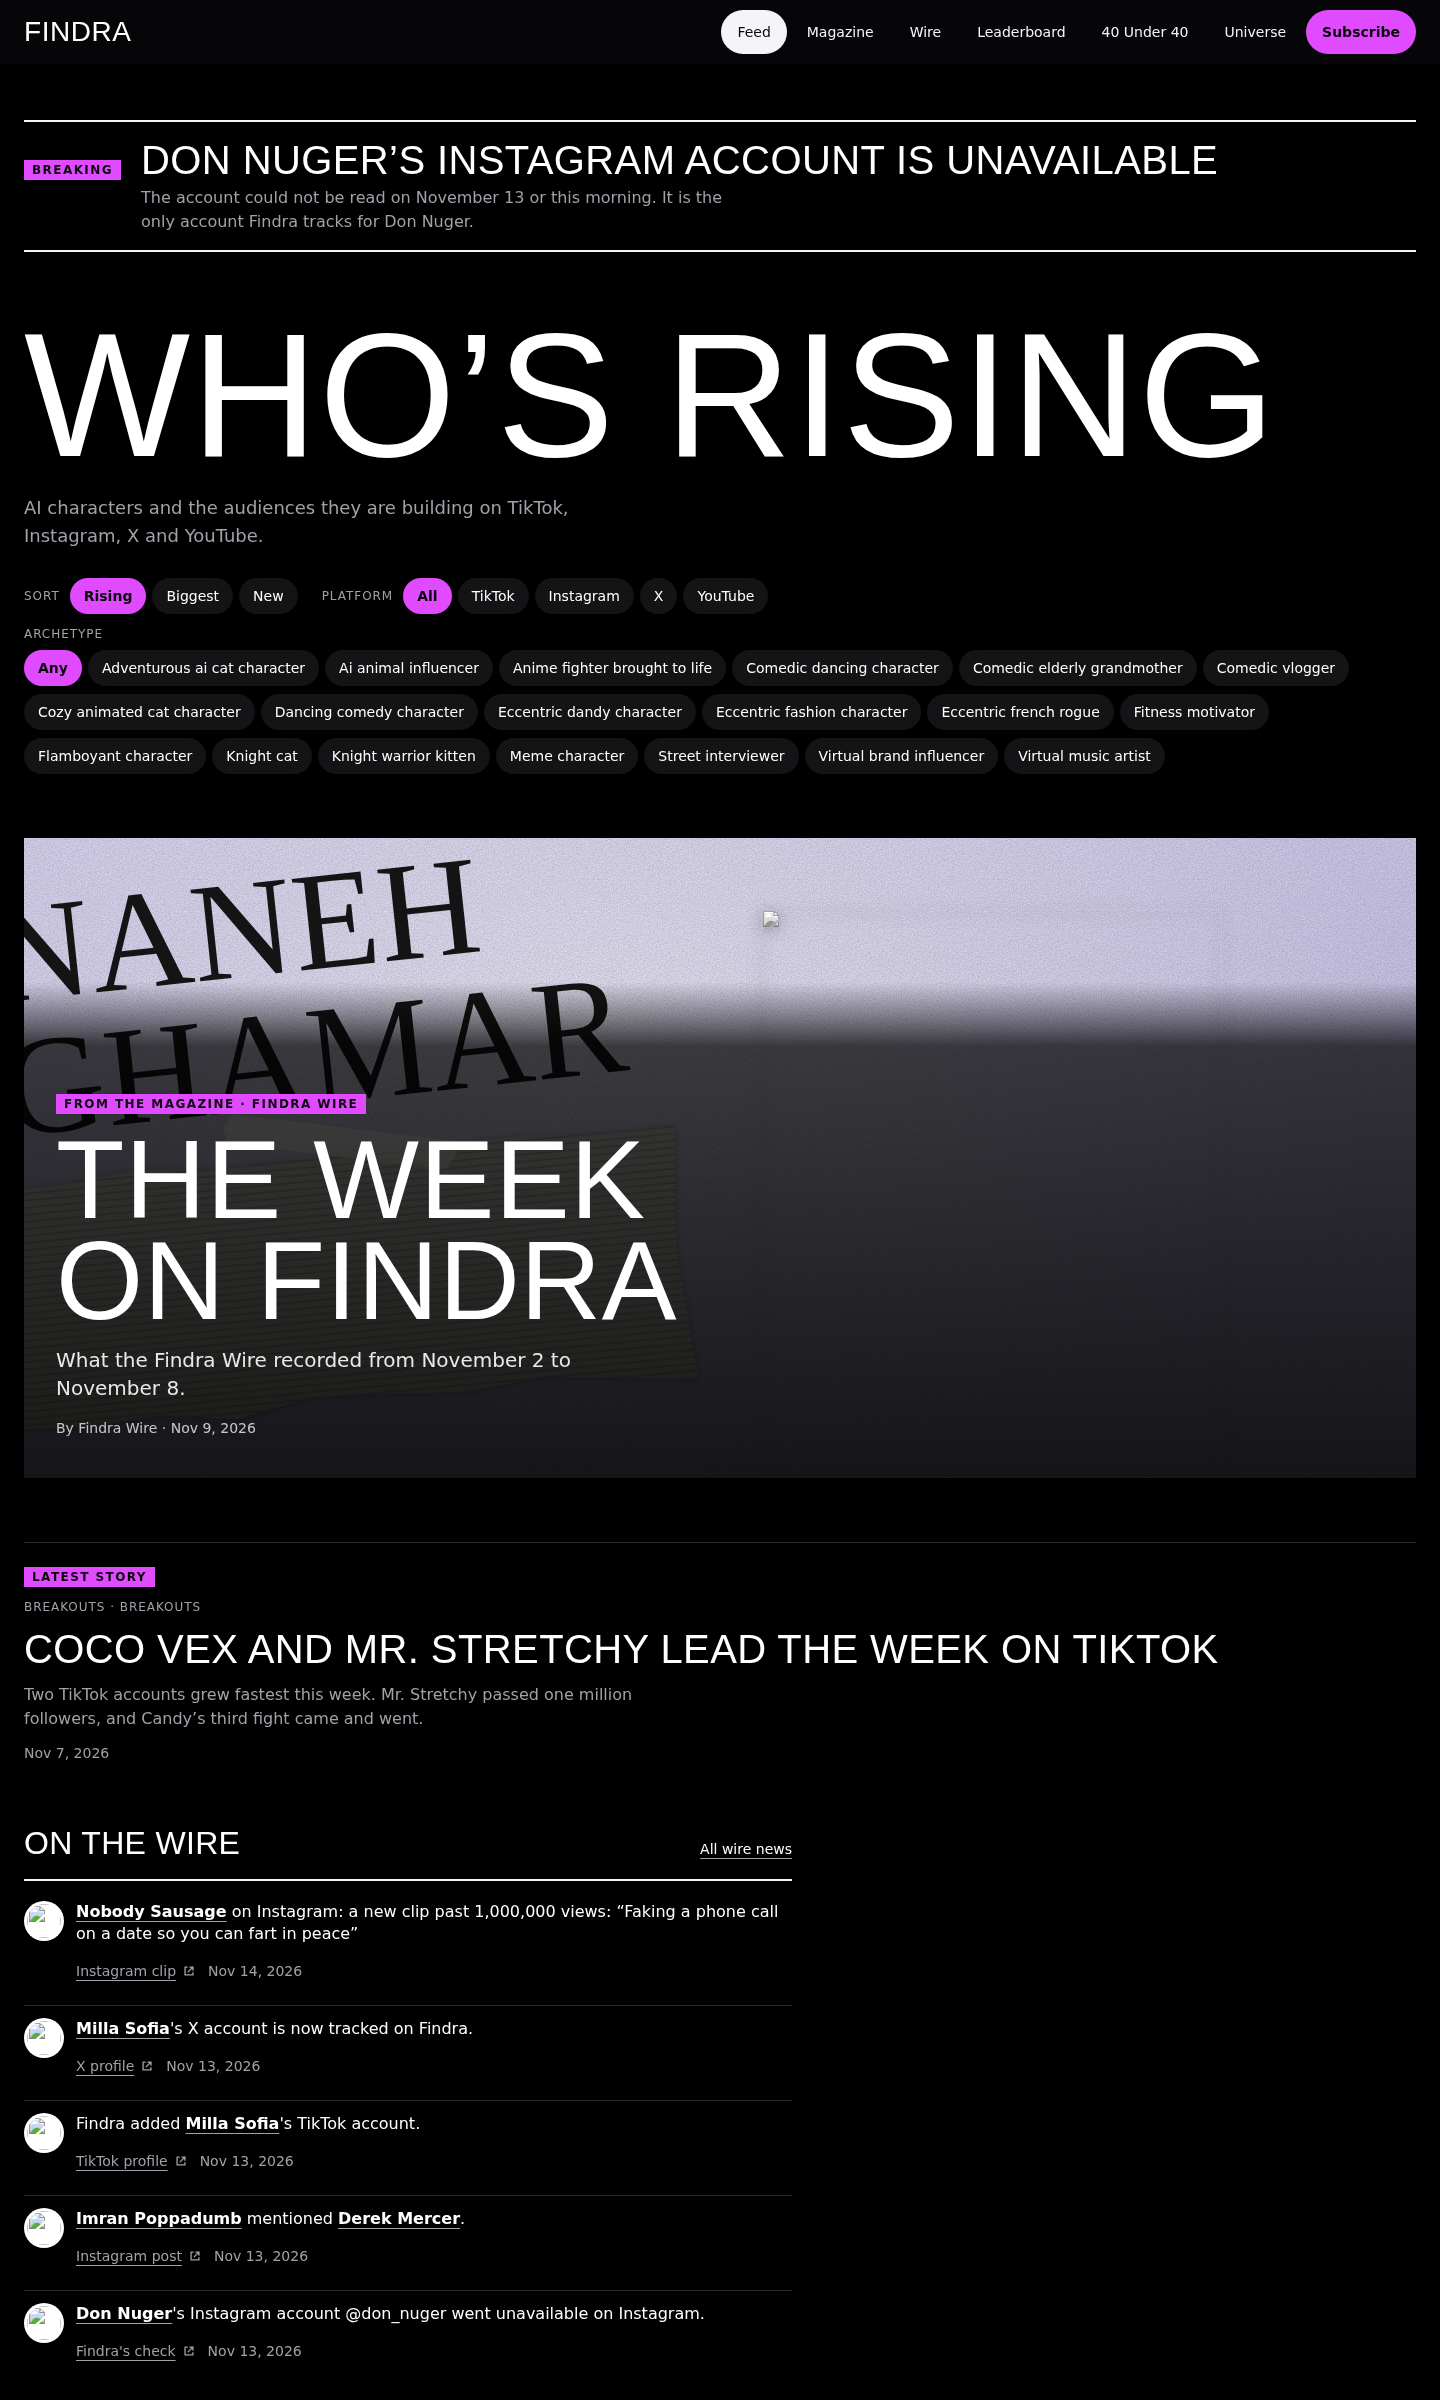 FINDRA
Feed
Magazine
Wire
Leaderboard
40 Under 40
Universe
Subscribe
BREAKING
DON NUGER’S INSTAGRAM ACCOUNT IS UNAVAILABLE
The account could not be read on November 13 or this morning. It is the
only account Findra tracks for Don Nuger.
WHO’S RISING
AI characters and the audiences they are building on TikTok,
Instagram, X and YouTube.
SORT Rising Biggest New PLATFORM All TikTok Instagram X YouTube
ARCHETYPE
Any Adventurous ai cat character Ai animal influencer Anime fighter brought to life Comedic dancing character Comedic elderly grandmother Comedic vlogger
Cozy animated cat character Dancing comedy character Eccentric dandy character Eccentric fashion character Eccentric french rogue Fitness motivator
Flamboyant character Knight cat Knight warrior kitten Meme character Street interviewer Virtual brand influencer Virtual music artist
NANEH
GHAMAR
FROM THE MAGAZINE · FINDRA WIRE
THE WEEK
ON FINDRA
What the Findra Wire recorded from November 2 to
November 8.
By Findra Wire · Nov 9, 2026
LATEST STORY
BREAKOUTS · BREAKOUTS
COCO VEX AND MR. STRETCHY LEAD THE WEEK ON TIKTOK
Two TikTok accounts grew fastest this week. Mr. Stretchy passed one million
followers, and Candy’s third fight came and went.
Nov 7, 2026
ON THE WIRE
All wire news
Nobody Sausage on Instagram: a new clip past 1,000,000 views: “Faking a phone call
on a date so you can fart in peace”
Instagram clip Nov 14, 2026
Milla Sofia's X account is now tracked on Findra.
X profile Nov 13, 2026
Findra added Milla Sofia's TikTok account.
TikTok profile Nov 13, 2026
Imran Poppadumb mentioned Derek Mercer.
Instagram post Nov 13, 2026
Don Nuger's Instagram account @don_nuger went unavailable on Instagram.
Findra's check Nov 13, 2026